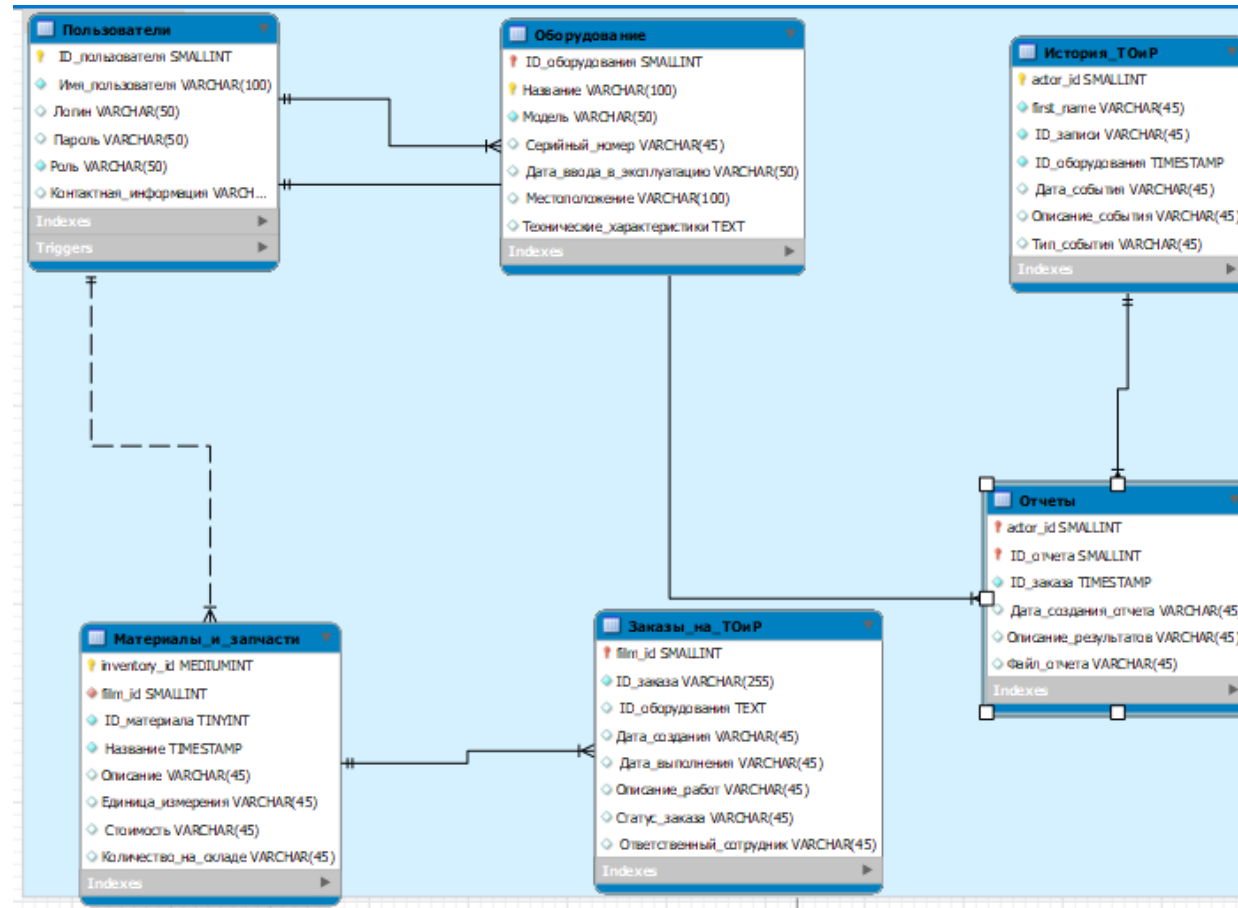 Пользователи
ID_пользователя SMALLINT
Имя_пользователя VARCHAR(100)
Логин VARCHAR(50)
Пароль VARCHAR(50)
Роль VARCHAR(50)
Контактная_информация VARCH...
Indexes
Triggers
Оборудование
ID_оборудования SMALLINT
Название VARCHAR(100)
Модель VARCHAR(50)
Серийный_номер VARCHAR(45)
Дата_ввода_в_эксплуатацию VARCHAR(50)
Местоположение VARCHAR(100)
Технические_характеристики TEXT
Indexes
История_ТОиР
actor_id SMALLINT
first_name VARCHAR(45)
ID_записи VARCHAR(45)
ID_оборудования TIMESTAMP
Дата_события VARCHAR(45)
Описание_события VARCHAR(45)
Тип_события VARCHAR(45)
Indexes
Отчеты
actor_id SMALLINT
ID_отчета SMALLINT
ID_заказа TIMESTAMP
Дата_создания_отчета VARCHAR(45)
Описание_результатов VARCHAR(45)
Файл_отчета VARCHAR(45)
Indexes
Материалы_и_запчасти
inventory_id MEDIUMINT
film_id SMALLINT
ID_материала TINYINT
Название TIMESTAMP
Описание VARCHAR(45)
Единица_измерения VARCHAR(45)
Стоимость VARCHAR(45)
Количество_на_складе VARCHAR(45)
Indexes
Заказы_на_ТОиР
film_id SMALLINT
ID_заказа VARCHAR(255)
ID_оборудования TEXT
Дата_создания VARCHAR(45)
Дата_выполнения VARCHAR(45)
Описание_работ VARCHAR(45)
Статус_заказа VARCHAR(45)
Ответственный_сотрудник VARCHAR(45)
Indexes